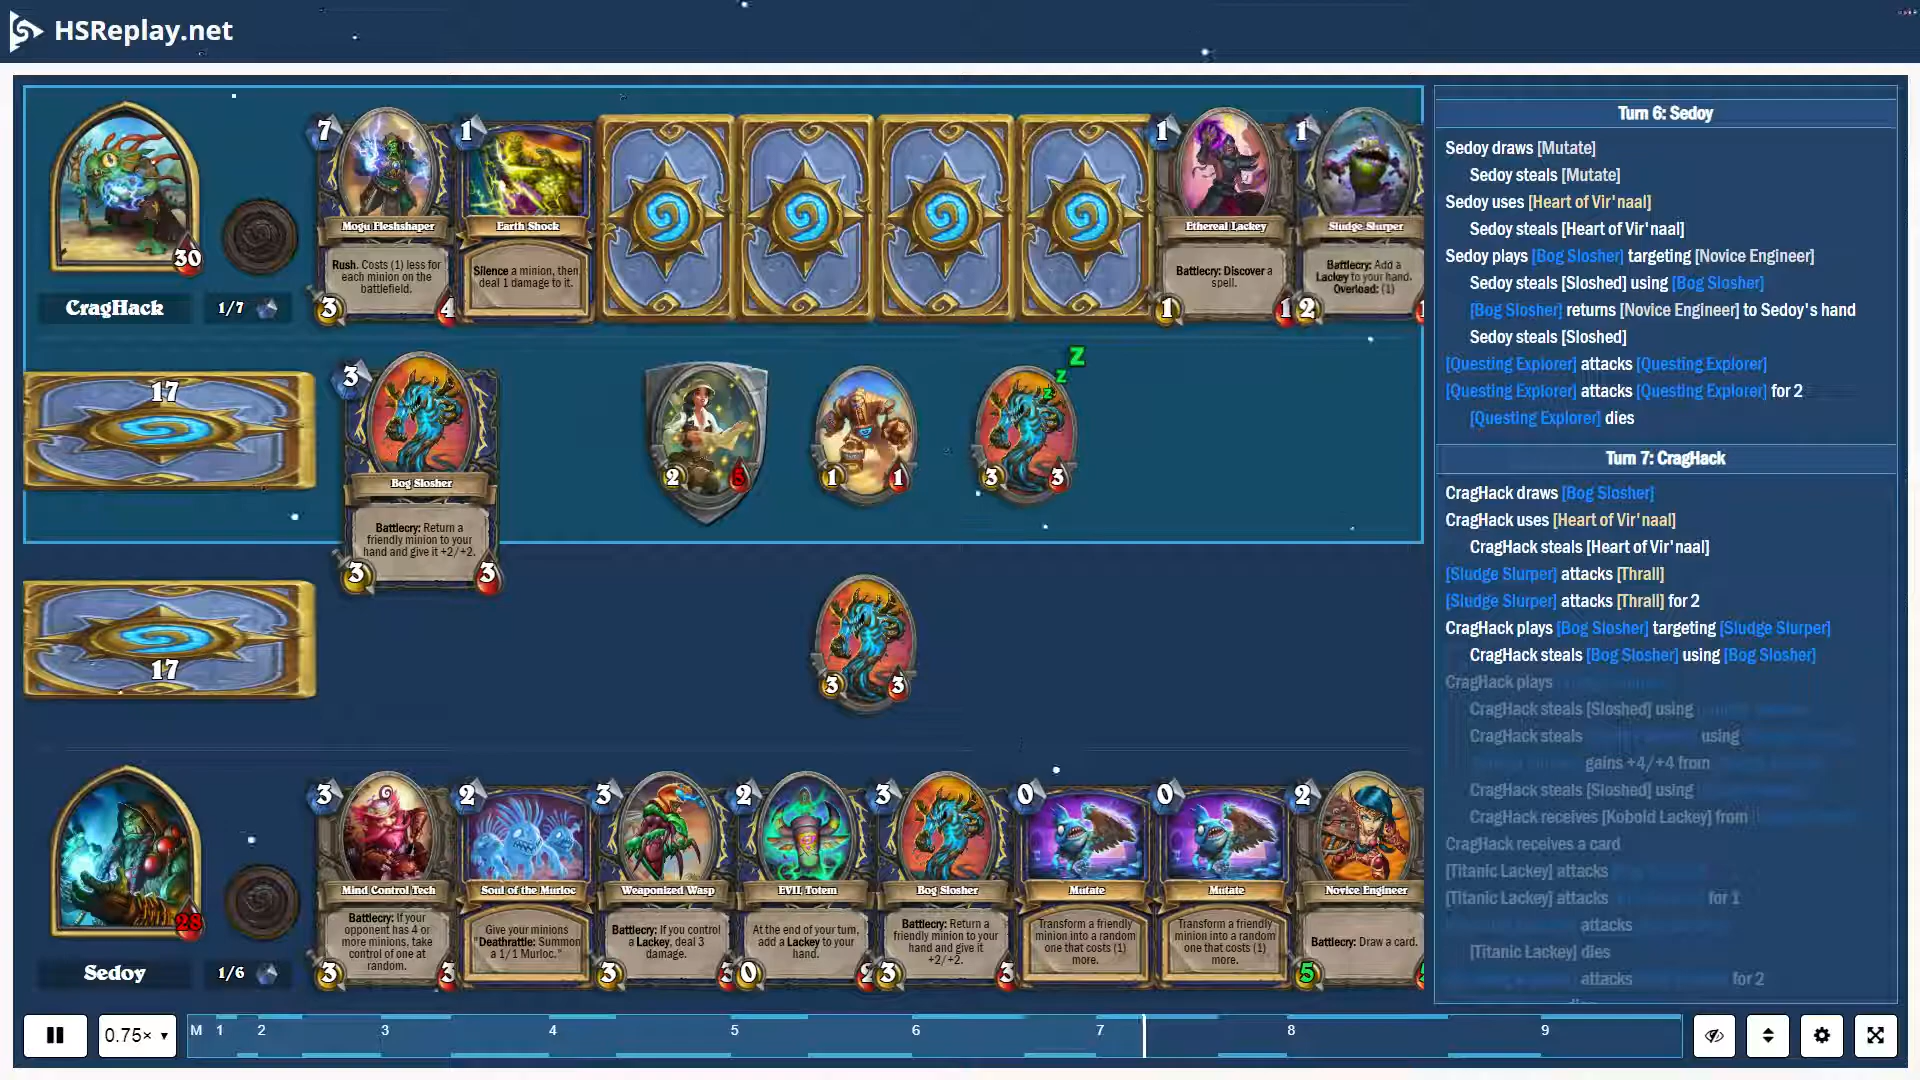 HSReplay.net
7
Mogu Fleshshaper
Rush. Costs (1) less for
each minion on the
battlefield.
3
4
1
Earth Shock
Silence a minion, then
deal 1 damage to it.
1
Ethereal Lackey
Battlecry: Discover a
spell.
1
1
1
Sludge Slurper
Battlecry: Add a
Lackey to your hand.
Overload: (1)
2
30
CragHack
1/7
17
3
Bog Slosher
Battlecry: Return a
friendly minion to your
hand and give it +2/+2.
3
3
2
1
1
Z
z
z
3
3
17
3
3
28
Sedoy
1/6
3
Mind Control Tech
Battlecry: If your
opponent has 4 or
more minions, take
control of one at
random.
3
3
2
Soul of the Murloc
Give your minions
"Deathrattle: Summon
a 1/1 Murloc."
3
Weaponized Wasp
Battlecry: If you control
a Lackey, deal 3
damage.
3
3
2
EVIL Totem
At the end of your turn,
add a Lackey to your
hand.
0
2
3
Bog Slosher
Battlecry: Return a
friendly minion to your
hand and give it
+2/+2.
3
3
0
Mutate
Transform a friendly
minion into a random
one that costs (1)
more.
0
Mutate
Transform a friendly
minion into a random
one that costs (1)
more.
2
Novice Engineer
Battlecry: Draw a card.
5
Turn 6: Sedoy
Sedoy draws [Mutate]
Sedoy steals [Mutate]
Sedoy uses [Heart of Vir'naal]
Sedoy steals [Heart of Vir'naal]
Sedoy plays [Bog Slosher] targeting [Novice Engineer]
Sedoy steals [Sloshed] using [Bog Slosher]
[Bog Slosher] returns [Novice Engineer] to Sedoy's hand
Sedoy steals [Sloshed]
[Questing Explorer] attacks [Questing Explorer]
[Questing Explorer] attacks [Questing Explorer] for 2
[Questing Explorer] dies
Turn 7: CragHack
CragHack draws [Bog Slosher]
CragHack uses [Heart of Vir'naal]
CragHack steals [Heart of Vir'naal]
[Sludge Slurper] attacks [Thrall]
[Sludge Slurper] attacks [Thrall] for 2
CragHack plays [Bog Slosher] targeting [Sludge Slurper]
CragHack steals [Bog Slosher] using [Bog Slosher]
CragHack plays
CragHack steals [Sloshed] using
CragHack steals using
gains +4/+4 from
CragHack steals [Sloshed] using
CragHack receives [Kobold Lackey] from
CragHack receives a card
[Titanic Lackey] attacks
[Titanic Lackey] attacks for 1
attacks
[Titanic Lackey] dies
attacks for 2
0.75× ▾
M 1 2 3 4 5 6 7 8 9